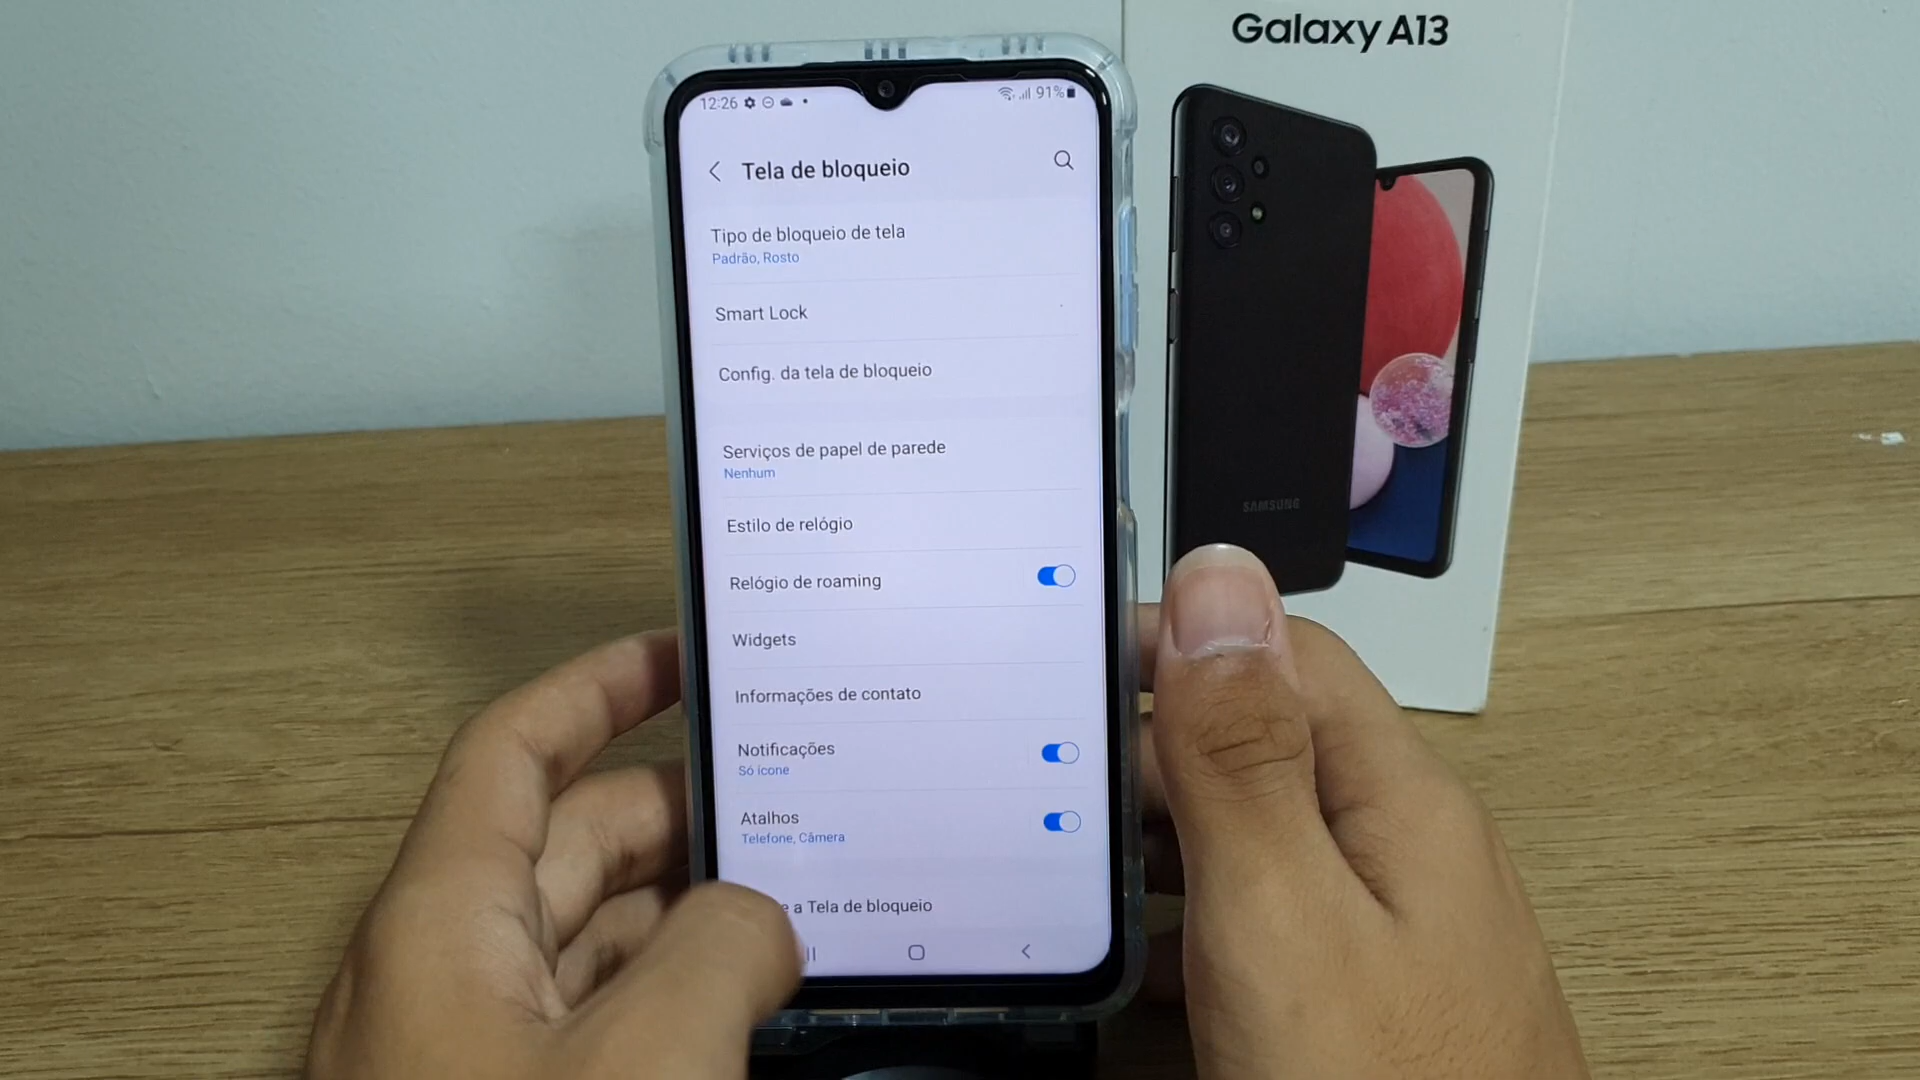 Galaxy A13
12:26
91%
Tela de bloqueio
Tipo de bloqueio de tela
Padrão, Rosto
Smart Lock
Config. da tela de bloqueio
Serviços de papel de parede
Nenhum
Estilo de relógio
Relógio de roaming
Widgets
Informações de contato
Notificações
Só ícone
Atalhos
Telefone, Câmera
a Tela de bloqueio
SAMSUNG